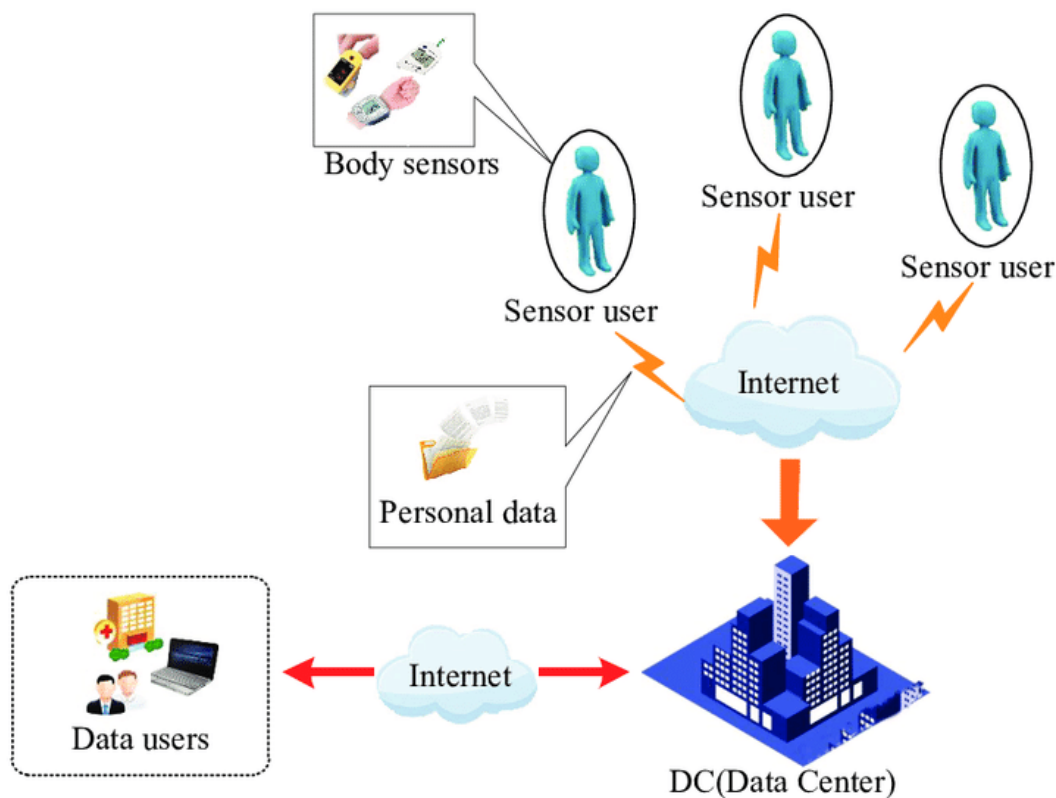 Body sensors
Sensor user
Sensor user
Sensor user
Internet
Personal data
Internet
Data users
DC(Data Center)